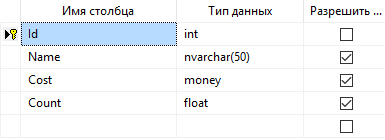 Имя столбца Тип данных Разрешить ...
Id int
Name nvarchar(50)
Cost money
Count float